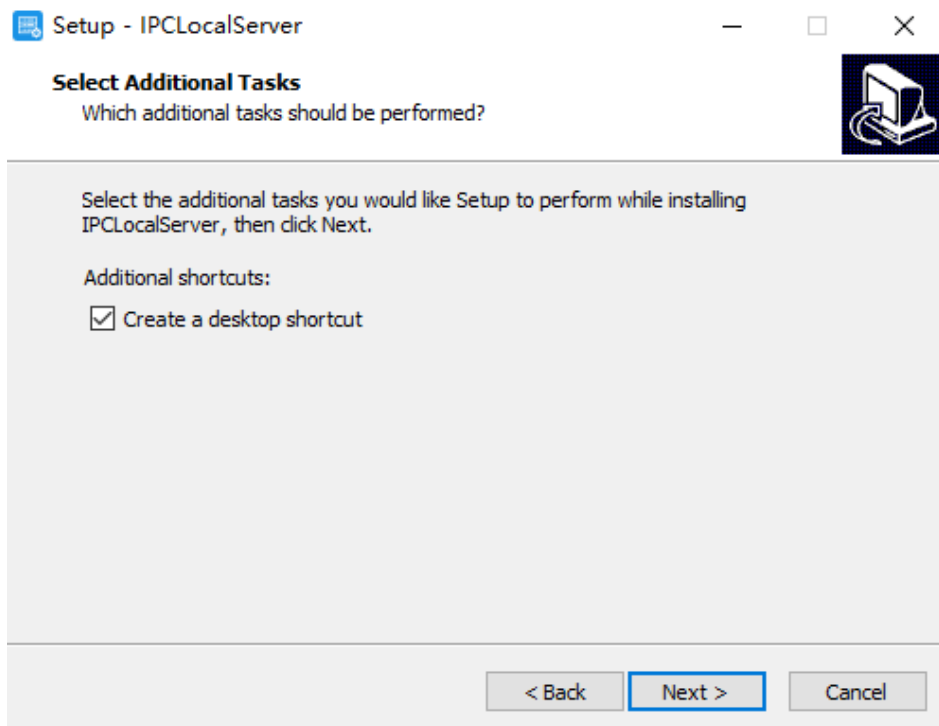 Setup - IPCLocalServer
Select Additional Tasks
Which additional tasks should be performed?
Select the additional tasks you would like Setup to perform while installing
IPCLocalServer, then click Next.
Additional shortcuts:
Create a desktop shortcut
< Back
Next >
Cancel